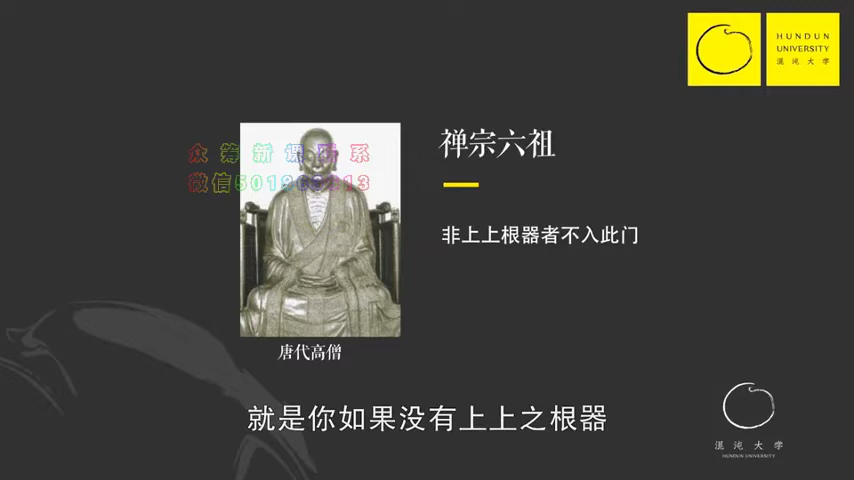 HUNDUN
UNIVERSITY
混沌大学
禅宗六祖
众筹新课联系
非上上根器者不入此门
唐代高僧
就是你如果没有上上之根器
混沌大学
HUNDUN UNIVERSITY